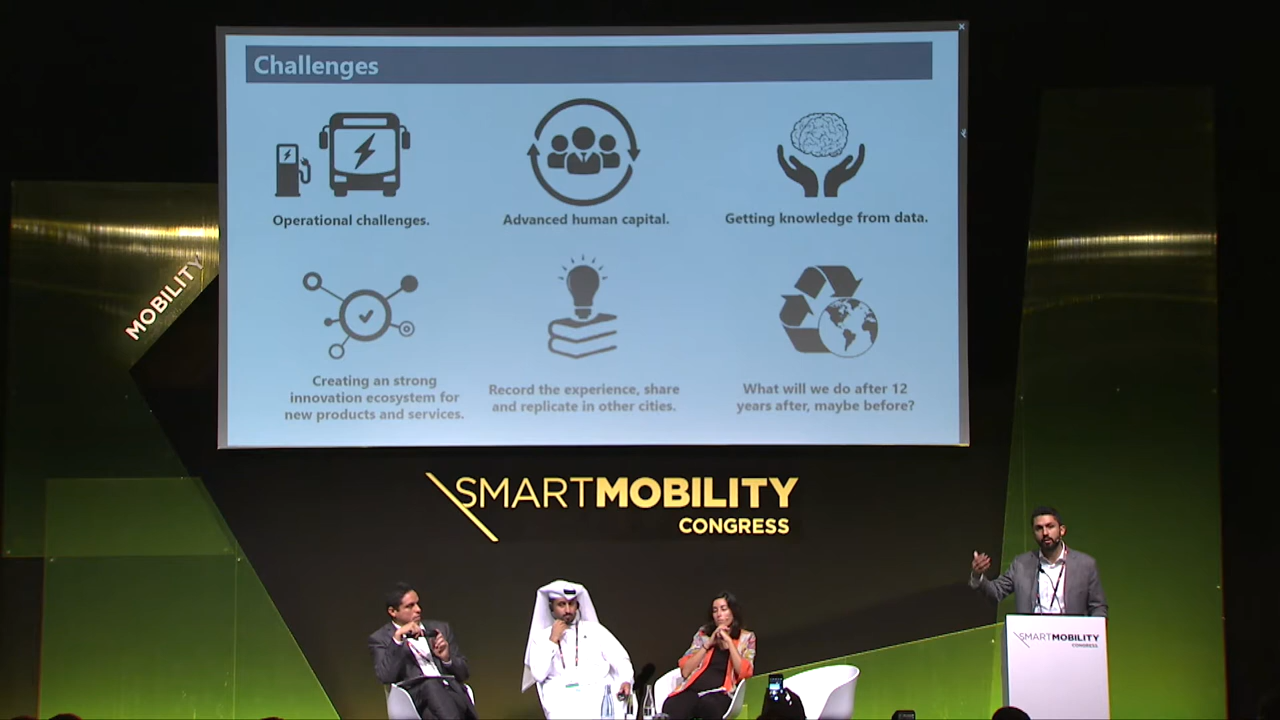 Challenges
Operational challenges.
Advanced human capital.
Getting knowledge from data.
Creating an strong
innovation ecosystem for
new products and services.
Record the experience, share
and replicate in other cities.
What will we do after 12
years after, maybe before?
MOBILITY
SMARTMOBILITY
CONGRESS
SMARTMOBILITY
CONGRESS